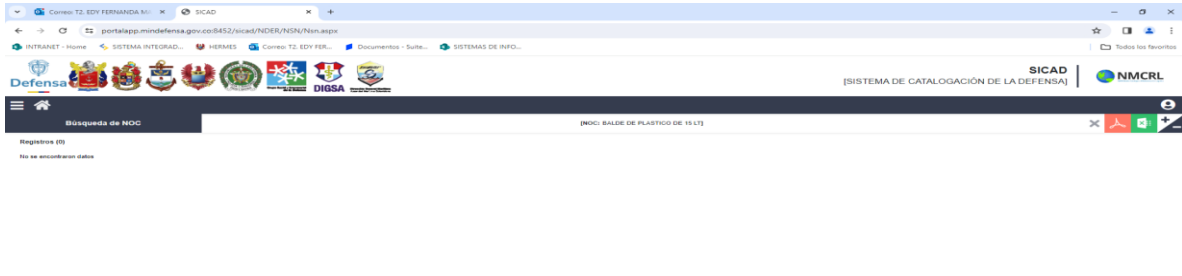 Correo: T2. EDY FERNANDA
SICAD
portalapp.mindefensa.gov.co:8452/sicad/NDER/NSN/Nsn.aspx
INTRANET - Home
SISTEMA INTEGRAD...
HERMES
Correo: T2. EDY FER...
Documentos - Suite...
SISTEMAS DE INFO...
Todos los favoritos
Defensa
DIGSA
SICAD
[SISTEMA DE CATALOGACIÓN DE LA DEFENSA]
NMCRL
Búsqueda de NOC
[NOC: BALDE DE PLASTICO DE 15 LT]
Registros (0)
No se encontraron datos